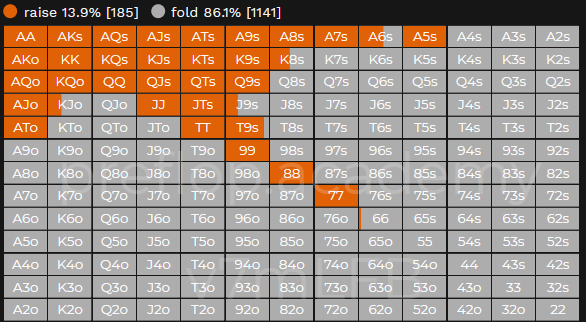 raise 13.9% [185] fold 86.1% [1141]
AA AKs AQs AJs ATs A9s A8s A7s A6s A5s A4s A3s A2s
AKo KK KQs KJs KTs K9s K8s K7s K6s K5s K4s K3s K2s
AQo KQo QQ QJs QTs Q9s Q8s Q7s Q6s Q5s Q4s Q3s Q2s
AJo KJo QJo JJ JTs J9s J8s J7s J6s J5s J4s J3s J2s
ATo KTo QTo JTo TT T9s T8s T7s T6s T5s T4s T3s T2s
A9o K9o Q9o J9o T9o 99 98s 97s 96s 95s 94s 93s 92s
A8o K8o Q8o J8o T8o 98o 88 87s 86s 85s 84s 83s 82s
A7o K7o Q7o J7o T7o 97o 87o 77 76s 75s 74s 73s 72s
A6o K6o Q6o J6o T6o 96o 86o 76o 66 65s 64s 63s 62s
A5o K5o Q5o J5o T5o 95o 85o 75o 65o 55 54s 53s 52s
A4o K4o Q4o J4o T4o 94o 84o 74o 64o 54o 44 43s 42s
A3o K3o Q3o J3o T3o 93o 83o 73o 63o 53o 43o 33 32s
A2o K2o Q2o J2o T2o 92o 82o 72o 62o 52o 42o 32o 22
preflop.academy